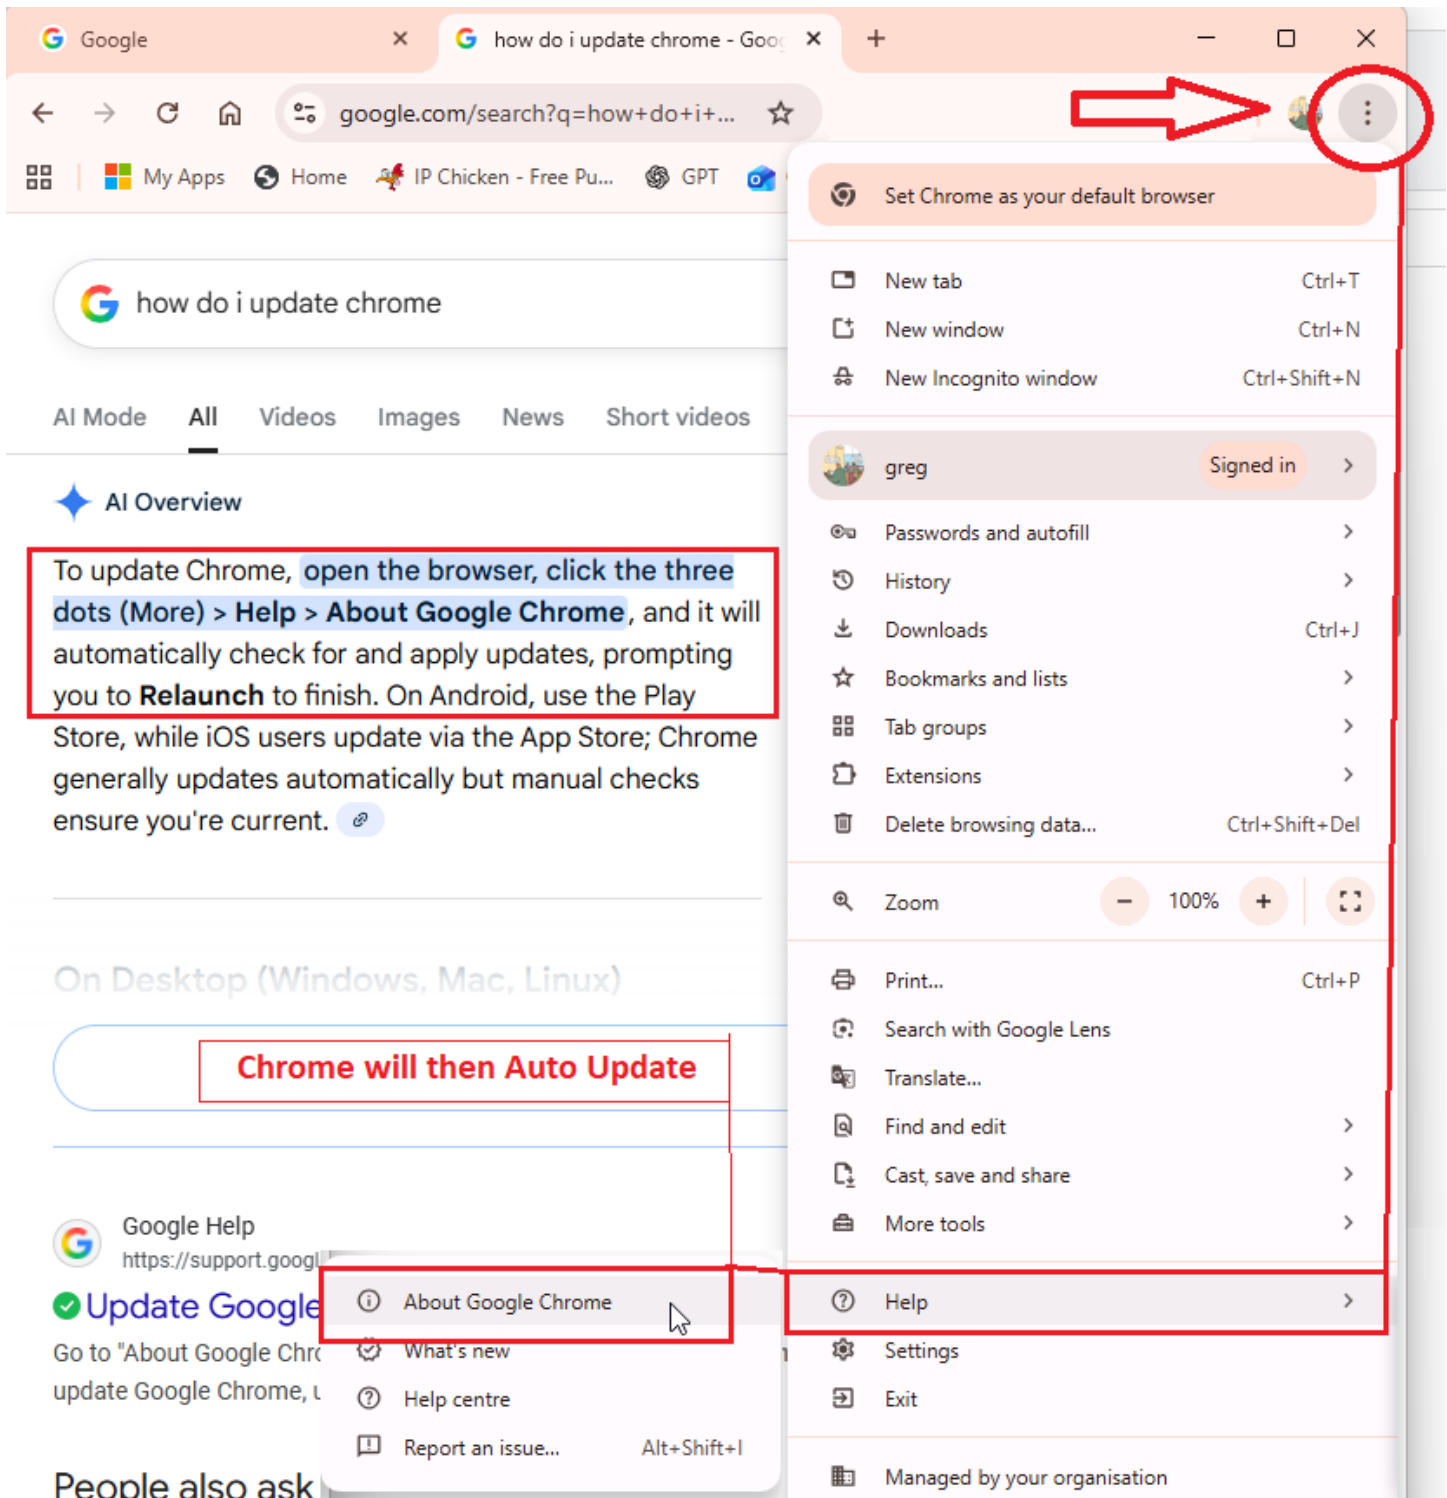 Google
how do i update chrome - Goog
google.com/search?q=how+do+i+...
My Apps
Home
IP Chicken - Free Pu...
GPT
how do i update chrome
AI Mode All Videos Images News Short videos
AI Overview
To update Chrome, open the browser, click the three
dots (More) > Help > About Google Chrome, and it will
automatically check for and apply updates, prompting
you to Relaunch to finish. On Android, use the Play
Store, while iOS users update via the App Store; Chrome
generally updates automatically but manual checks
ensure you're current.
On Desktop (Windows, Mac, Linux)
Chrome will then Auto Update
Google Help
https://support.googl
Update Google
Go to "About Google Chro
update Google Chrome, u
People also ask
About Google Chrome
What's new
Help centre
Report an issue... Alt+Shift+I
Set Chrome as your default browser
New tab Ctrl+T
New window Ctrl+N
New Incognito window Ctrl+Shift+N
greg Signed in
Passwords and autofill
History
Downloads Ctrl+J
Bookmarks and lists
Tab groups
Extensions
Delete browsing data... Ctrl+Shift+Del
Zoom 100%
Print... Ctrl+P
Search with Google Lens
Translate...
Find and edit
Cast, save and share
More tools
Help
Settings
Exit
Managed by your organisation